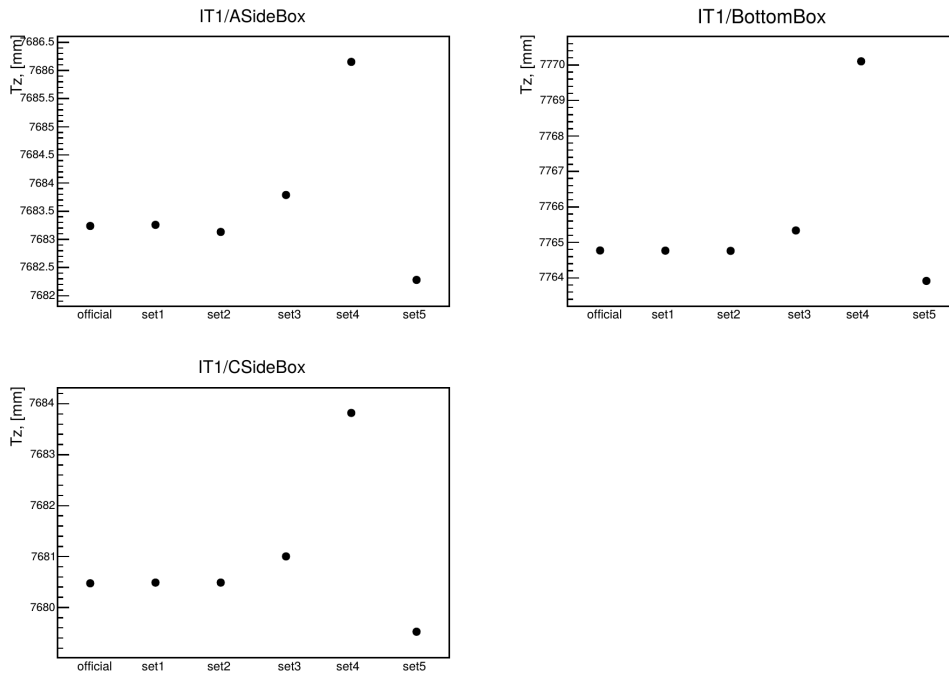 IT1/ASideBox
Tz, [mm]
7686.5
7686
7685.5
7685
7684.5
7684
7683.5
7683
7682.5
7682
official set1 set2 set3 set4 set5
IT1/BottomBox
Tz, [mm]
7770
7769
7768
7767
7766
7765
7764
official set1 set2 set3 set4 set5
IT1/CSideBox
Tz, [mm]
7684
7683
7682
7681
7680
official set1 set2 set3 set4 set5